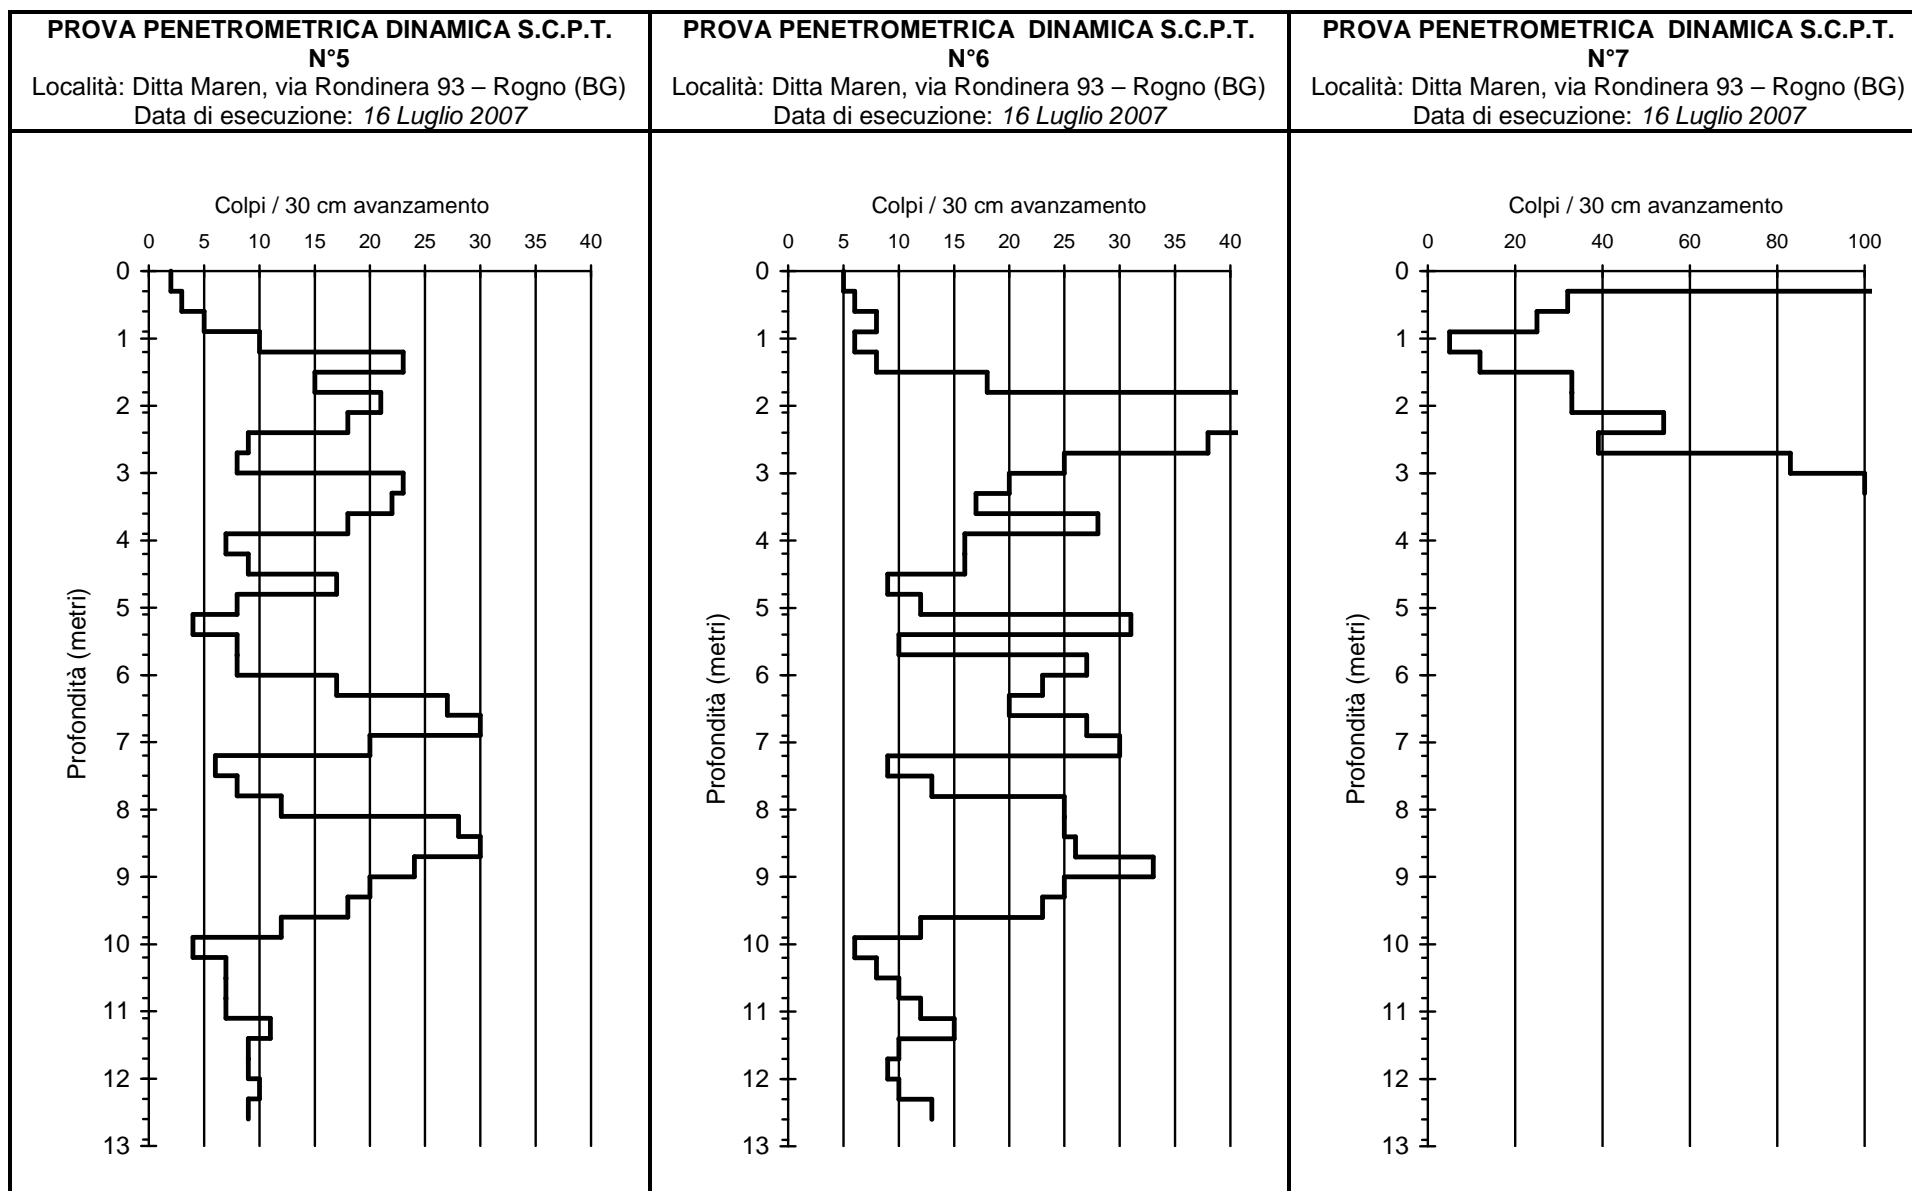 PROVA PENETROMETRICA DINAMICA S.C.P.T.
N°5
Località: Ditta Maren, via Rondinera 93 – Rogno (BG)
Data di esecuzione: 16 Luglio 2007
Colpi / 30 cm avanzamento
0 5 10 15 20 25 30 35 40
0
1
2
3
4
5
6
7
8
9
10
11
12
13
Profondità (metri)
PROVA PENETROMETRICA DINAMICA S.C.P.T.
N°6
Località: Ditta Maren, via Rondinera 93 – Rogno (BG)
Data di esecuzione: 16 Luglio 2007
Colpi / 30 cm avanzamento
0 5 10 15 20 25 30 35 40
0
1
2
3
4
5
6
7
8
9
10
11
12
13
Profondità (metri)
PROVA PENETROMETRICA DINAMICA S.C.P.T.
N°7
Località: Ditta Maren, via Rondinera 93 – Rogno (BG)
Data di esecuzione: 16 Luglio 2007
Colpi / 30 cm avanzamento
0 20 40 60 80 100
0
1
2
3
4
5
6
7
8
9
10
11
12
13
Profondità (metri)